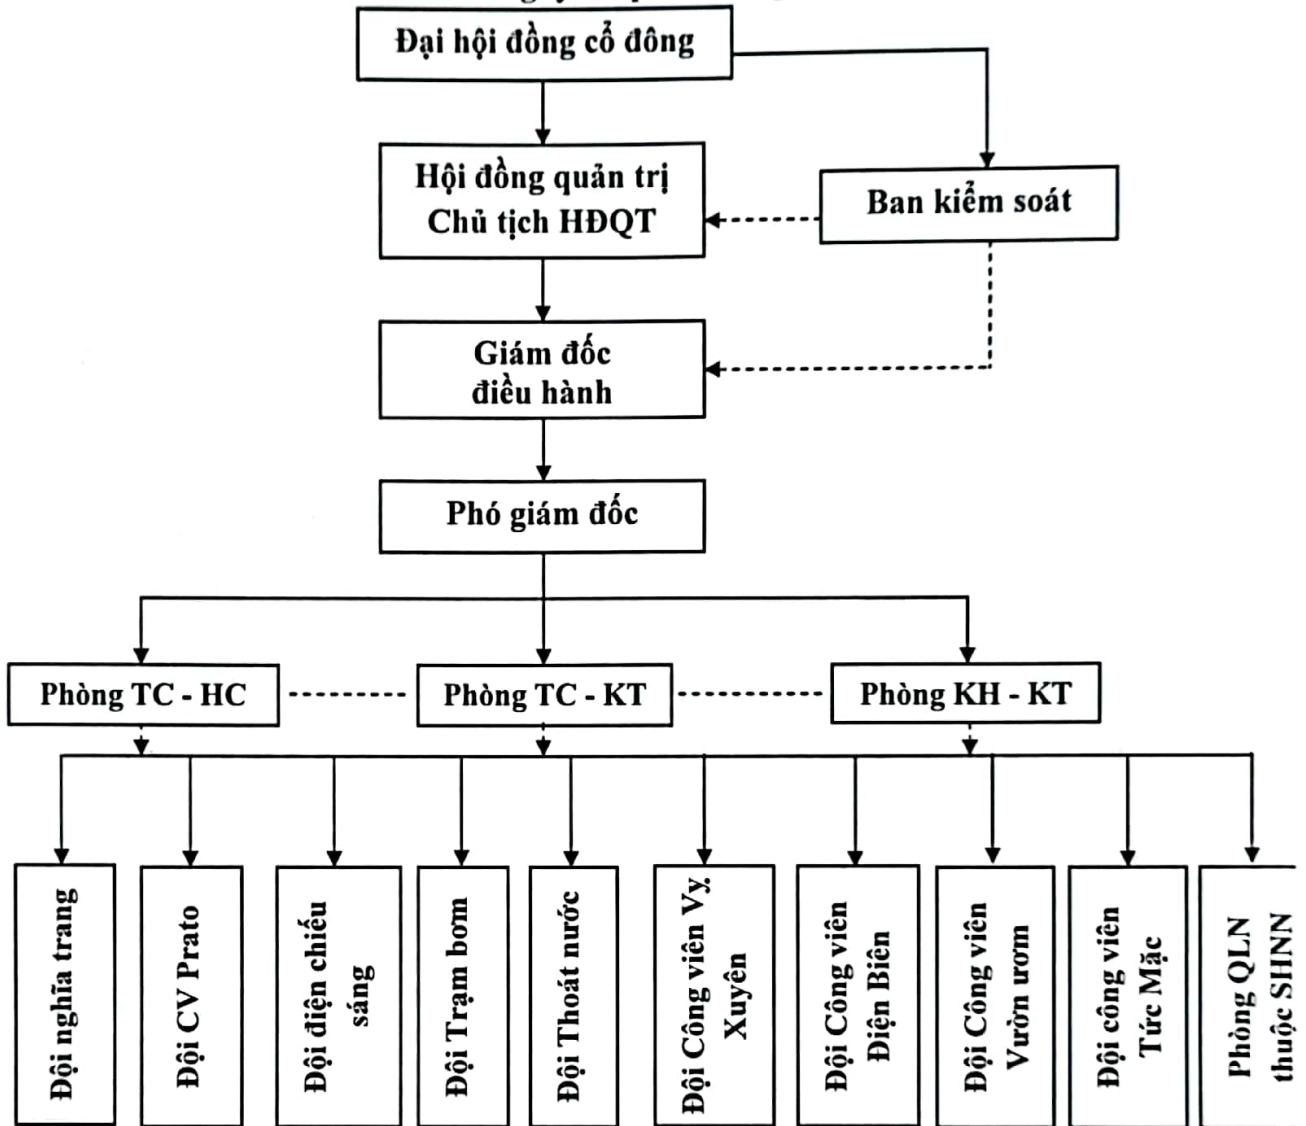 Đại hội đồng cổ đông
Hội đồng quản trị
Chủ tịch HĐQT
Ban kiểm soát
Giám đốc
điều hành
Phó giám đốc
Phòng TC - HC
Phòng TC - KT
Phòng KH - KT
Đội nghĩa trang
Đội CV Prato
Đội điện chiếu
sáng
Đội Trạm bơm
Đội Thoát nước
Đội Công viên Vỵ
Xuyên
Đội Công viên
Điện Biên
Đội Công viên
Vườn ươm
Đội công viên
Tức Mặc
Phòng QLN
thuộc SHNN